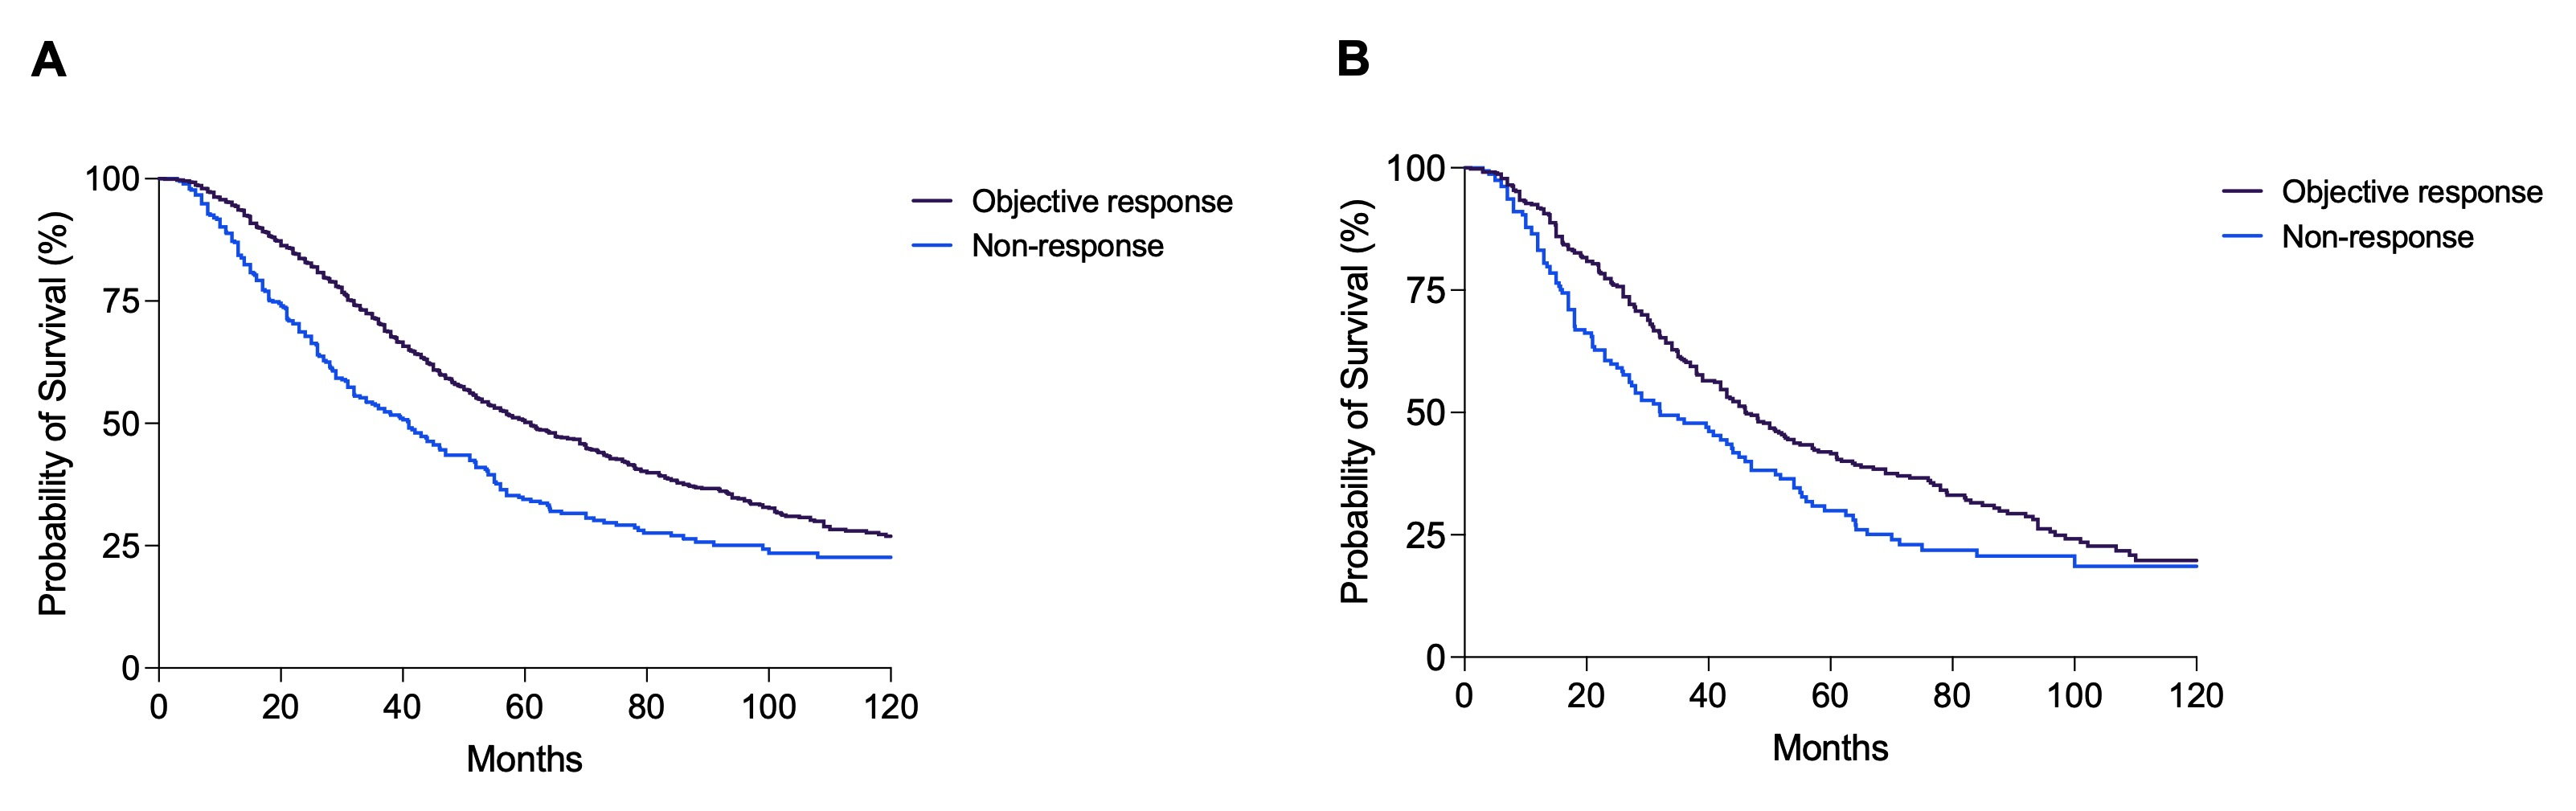 A
Probability of Survival (%)
100
75
50
25
0
0 20 40 60 80 100 120
Months
Objective response
Non-response
B
Probability of Survival (%)
100
75
50
25
0
0 20 40 60 80 100 120
Months
Objective response
Non-response